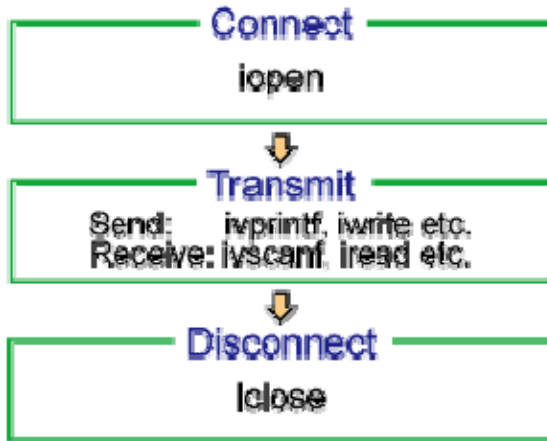 Connect
iopen
Transmit
Send: ivprintf, iwrite etc.
Receive: ivscanf, iread etc.
Disconnect
iclose